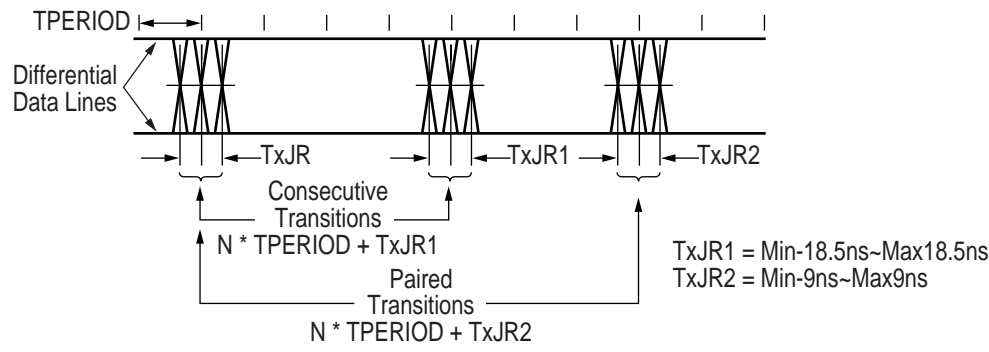 TPERIOD
Differential
Data Lines
TxJR
TxJR1
TxJR2
Consecutive
Transitions
N * TPERIOD + TxJR1
Paired
Transitions
N * TPERIOD + TxJR2
TxJR1 = Min-18.5ns~Max18.5ns
TxJR2 = Min-9ns~Max9ns